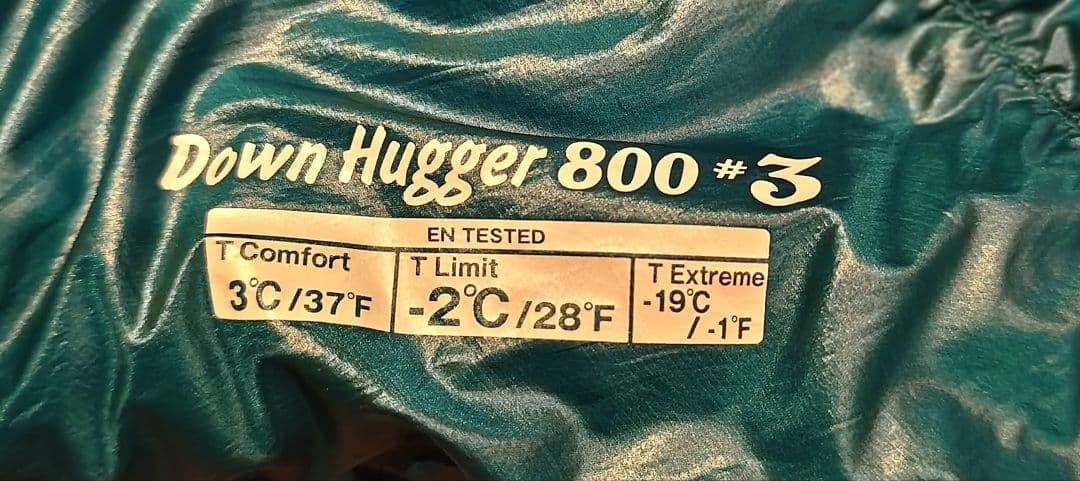 Down Hugger 800 #3
EN TESTED
T Comfort
3°C/37°F
T Limit
-2°C/28°F
T Extreme
-19°C
/-1°F